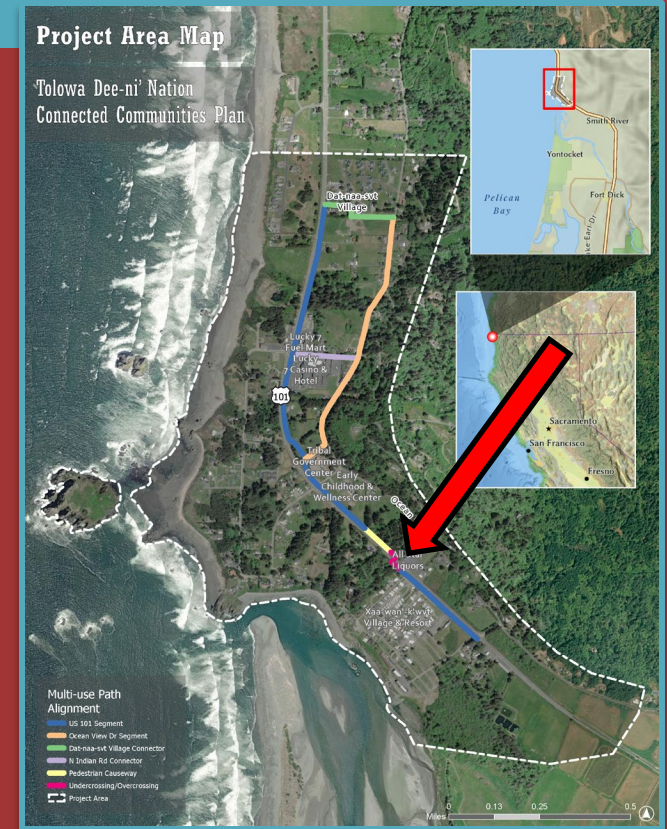 Project Area Map
Tolowa Dee-ni' Nation
Connected Communities Plan
Smith River
Yontocket
Fort Dick
Pelican
Bay
ke-Earl-Dr
Dat-naa-svt
Village
Lucky 7
Fuel Mart
Lucky
7 Casino &
Hotel
101
Sacramento
San Francisco
Fresno
Tribal
Government
Center
Early
Childhood &
Wellness Center
Ocean
Liquors
Xaa-wan'-k'wvt
Village & Resort
Multi-use Path
Alignment
US 101 Segment
Ocean View Dr Segment
Dat-naa-svt Village Connector
N Indian Rd Connector
Pedestrian Causeway
Undercrossing/Overcrossing
Project Area
Miles
0 0.13 0.25 0.5